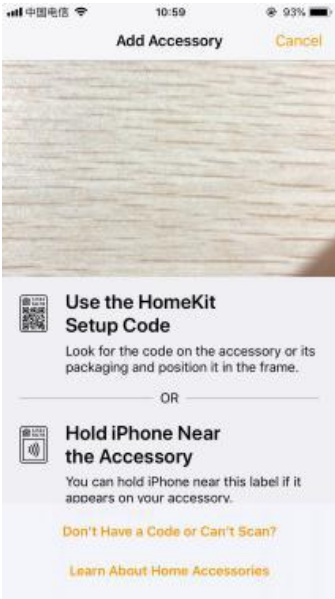 中国电信 10:59 93%
Add Accessory Cancel
Use the HomeKit
Setup Code
Look for the code on the accessory or its
packaging and position it in the frame.
OR
Hold iPhone Near
the Accessory
You can hold iPhone near this label if it
appears on your accessory.
Don't Have a Code or Can't Scan?
Learn About Home Accessories